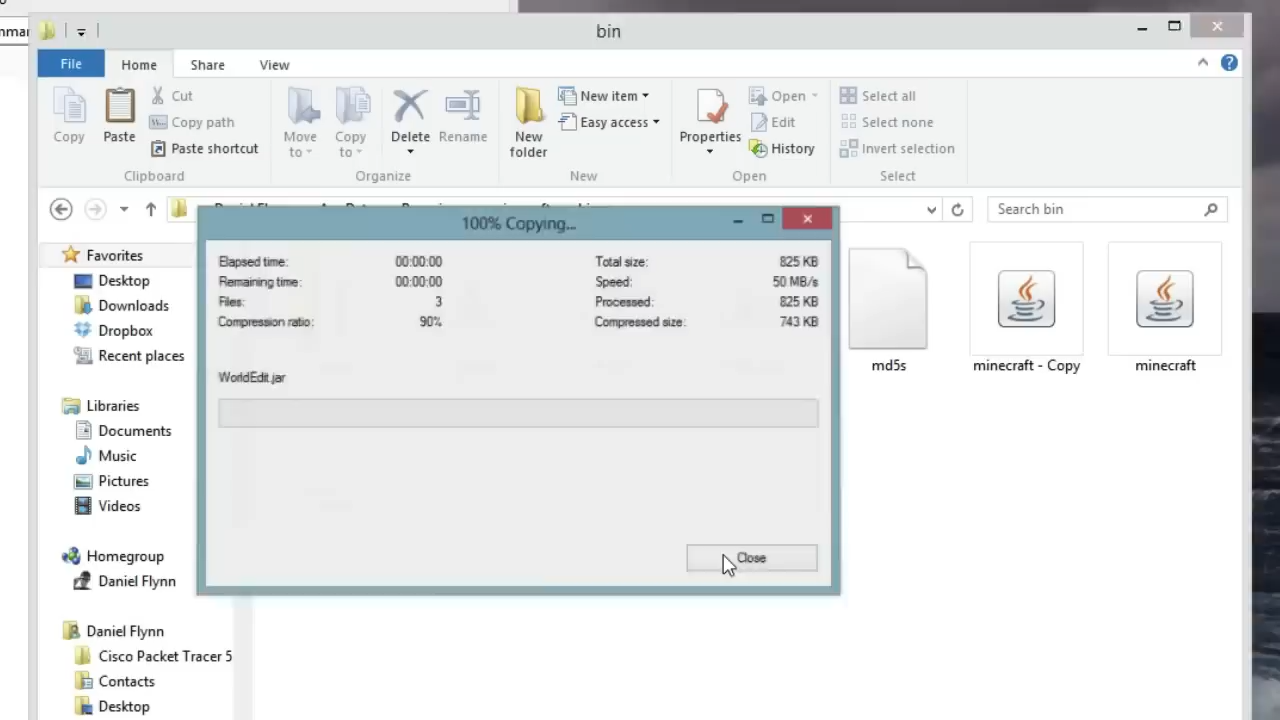 bin
File Home Share View
Copy Paste Cut Copy path Paste shortcut
Move to Copy to Delete Rename
New folder New item Easy access
Properties Open Edit History
Select all Select none Invert selection
Clipboard Organize New Open Select
Search bin
Favorites
Desktop
Downloads
Dropbox
Recent places
Libraries
Documents
Music
Pictures
Videos
Homegroup
Daniel Flynn
Daniel Flynn
Cisco Packet Tracer 5
Contacts
Desktop
100% Copying...
Elapsed time: 00:00:00 Total size: 825 KB
Remaining time: 00:00:00 Speed: 50 MB/s
Files: 3 Processed: 825 KB
Compression ratio: 90% Compressed size: 743 KB
WorldEdit.jar
Close
md5s minecraft - Copy minecraft